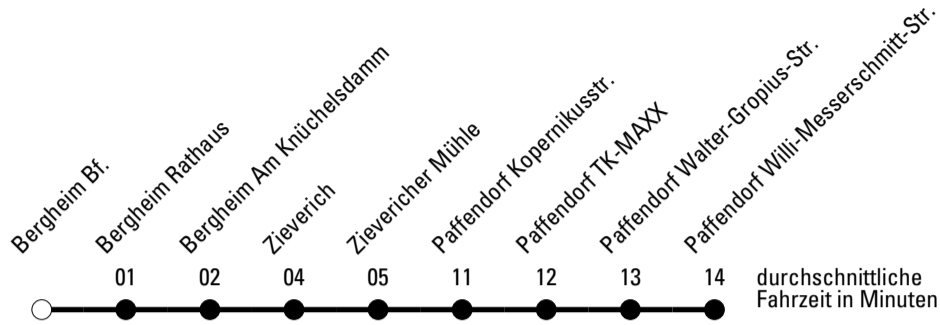 Bergheim Bf.
Bergheim Rathaus
Bergheim Am Knüchelsdamm
Zieverich
Zievericher Mühle
Paffendorf Kopernikusstr.
Paffendorf TK-MAXX
Paffendorf Walter-Gropius-Str.
Paffendorf Willi-Messerschmitt-Str.
01 02 04 05 11 12 13 14
durchschnittliche
Fahrzeit in Minuten